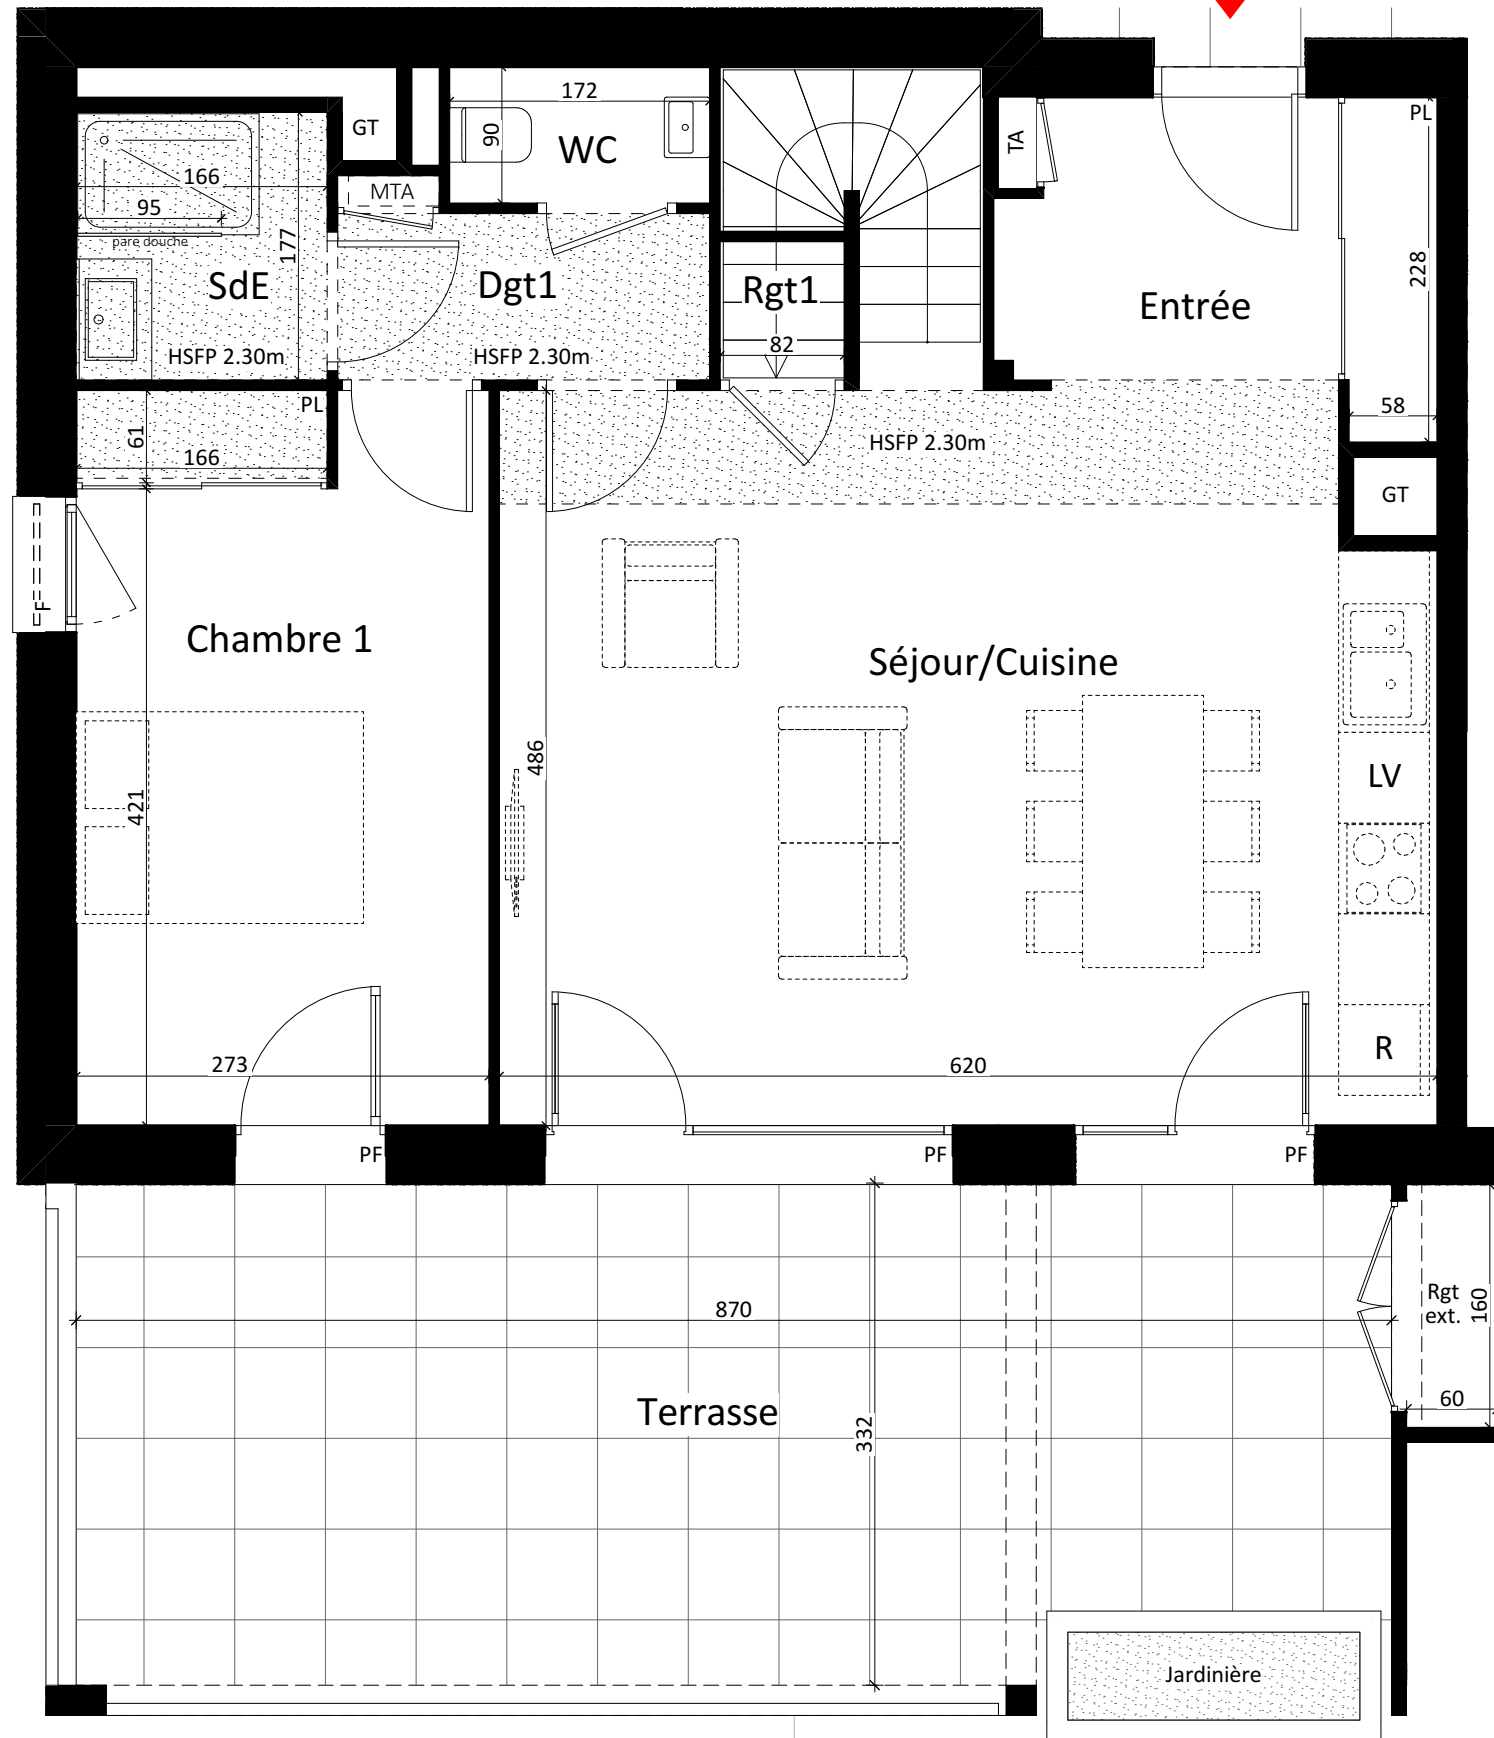 172
PL
GT
WC
90
TA
166
MTA
95
pare douche
177
SdE
Dgt1
Rgt1
Entrée
228
82
HSFP 2.30m
HSFP 2.30m
PL
61
58
166
HSFP 2.30m
GT
F
Chambre 1
Séjour/Cuisine
486
LV
421
R
273
620
PF
PF
PF
Rgt
ext.
160
870
60
Terrasse
332
Jardinière